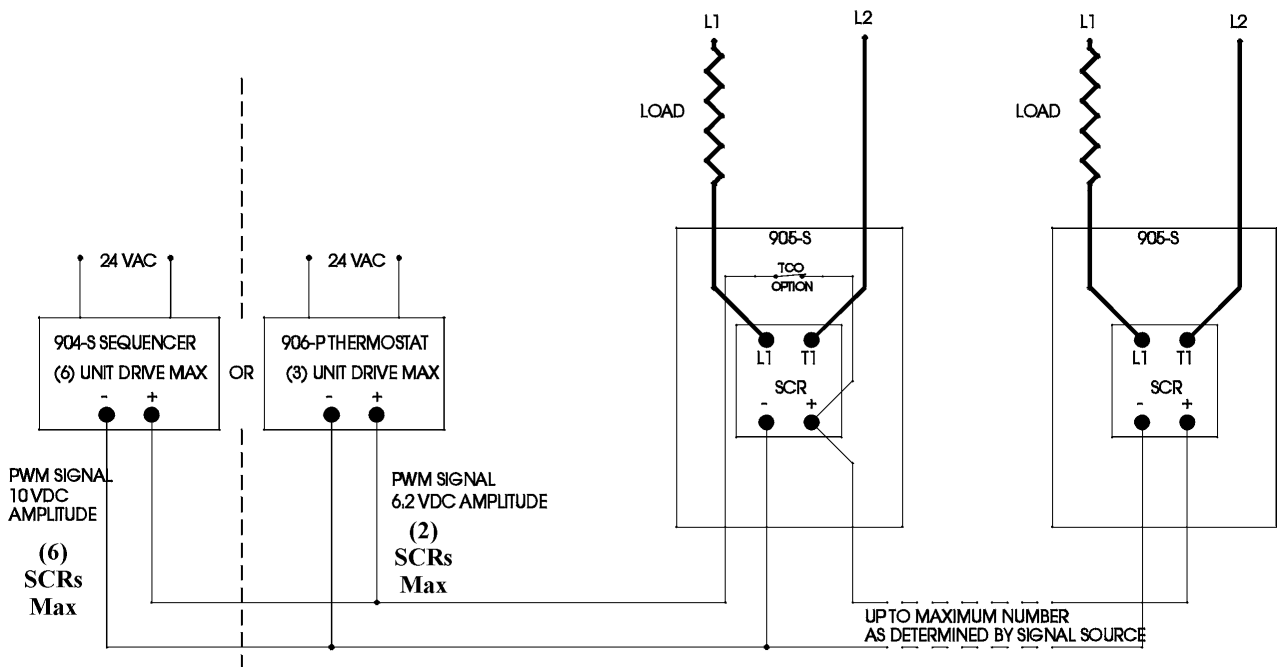 L1
L2
L1
L2
LOAD
LOAD
905-S
905-S
24 VAC
24 VAC
TCO
OPTION
904-S SEQUENCER
(6) UNIT DRIVE MAX
- +
OR
906-P THERMOSTAT
(3) UNIT DRIVE MAX
- +
L1 T1
SCR
- +
L1 T1
SCR
- +
PWM SIGNAL
10 VDC
AMPLITUDE
(6)
SCRs
Max
PWM SIGNAL
6.2 VDC AMPLITUDE
(2)
SCRs
Max
UP TO MAXIMUM NUMBER
AS DETERMINED BY SIGNAL SOURCE